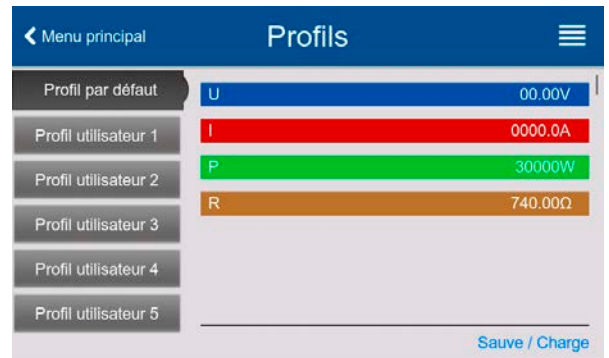 Menu principal
Profils
Profil par défaut
Profil utilisateur 1
Profil utilisateur 2
Profil utilisateur 3
Profil utilisateur 4
Profil utilisateur 5
U 00.00V
I 0000.0A
P 30000W
R 740.00Ω
Sauve / Charge